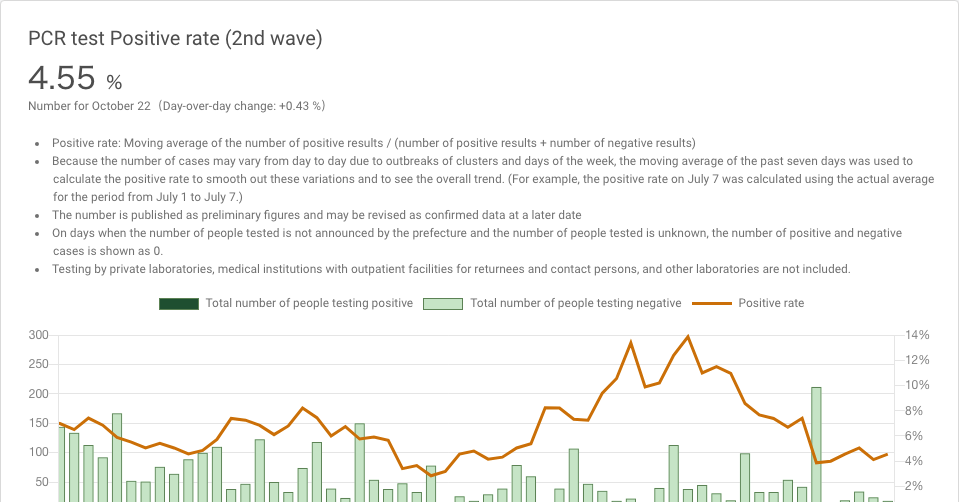 PCR test Positive rate (2nd wave)
4.55 %
Number for October 22 (Day-over-day change: +0.43 %)
• Positive rate: Moving average of the number of positive results / (number of positive results + number of negative results)
• Because the number of cases may vary from day to day due to outbreaks of clusters and days of the week, the moving average of the past seven days was used to
calculate the positive rate to smooth out these variations and to see the overall trend. (For example, the positive rate on July 7 was calculated using the actual average
for the period from July 1 to July 7.)
• The number is published as preliminary figures and may be revised as confirmed data at a later date
• On days when the number of people tested is not announced by the prefecture and the number of people tested is unknown, the number of positive and negative
cases is shown as 0.
• Testing by private laboratories, medical institutions with outpatient facilities for returnees and contact persons, and other laboratories are not included.
Total number of people testing positive Total number of people testing negative Positive rate
300 14%
250 12%
200 10%
150 8%
100 6%
50 4%
2%